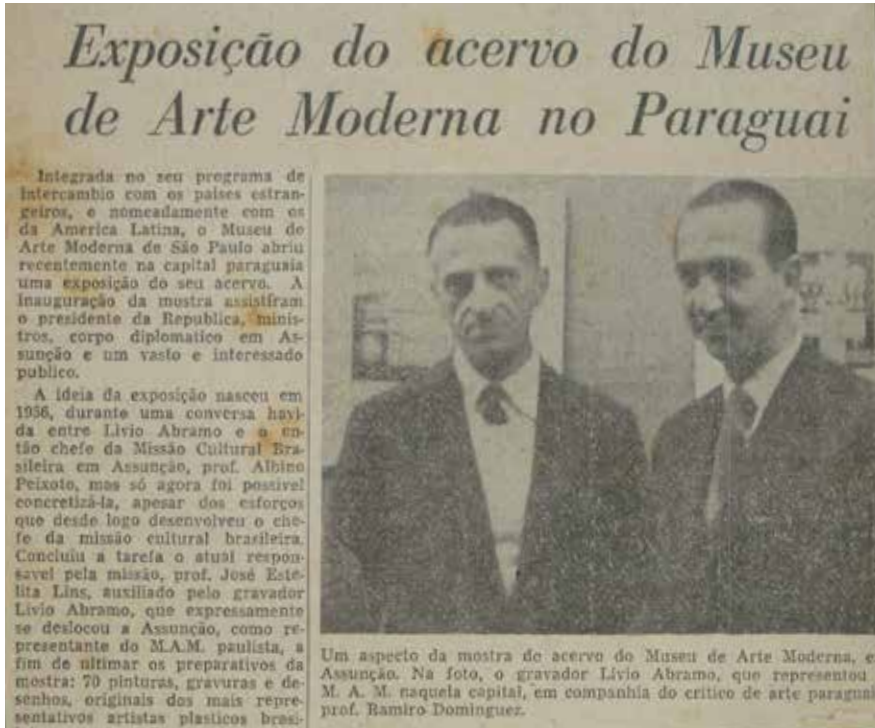 Exposição do acervo do Museu
de Arte Moderna no Paraguai
Integrada no seu programa de
intercambio com os paises estran-
geiros, e nomeadamente com os
da America Latina, o Museu de
Arte Moderna de São Paulo abriu
recentemente na capital paraguaia
uma exposição do seu acervo. À
inauguração da mostra assistiram
o presidente da Republica, minis-
tros, corpo diplomatico em As-
sunção e um vasto e interessado
publico.
A ideia da exposição nasceu em
1956, durante uma conversa havi-
da entre Livio Abramo e o en-
tão chefe da Missão Cultural Bra-
sileira em Assunção, prof. Albino
Peixoto, mas só agora foi possivel
concretizá-la, apesar dos esforços
que desde logo desenvolveu o che-
fe da missão cultural brasileira.
Concluiu a tarefa o atual respon-
savel pela missão, prof. José Este-
lita Lins, auxiliado pelo gravador
Livio Abramo, que expressamente
se deslocou a Assunção, como re-
presentante do M.A.M. paulista, a
fim de ultimar os preparativos da
mostra: 70 pinturas, gravuras e de-
senhos, originais dos mais repre-
sentativos artistas plasticos brasi-
Um aspecto da mostra do acervo do Museu de Arte Moderna, e
Assunção. Na foto, o gravador Livio Abramo, que representou
M. A. M. naquela capital, em companhia do critico de arte paraguai
prof. Ramiro Dominguez.